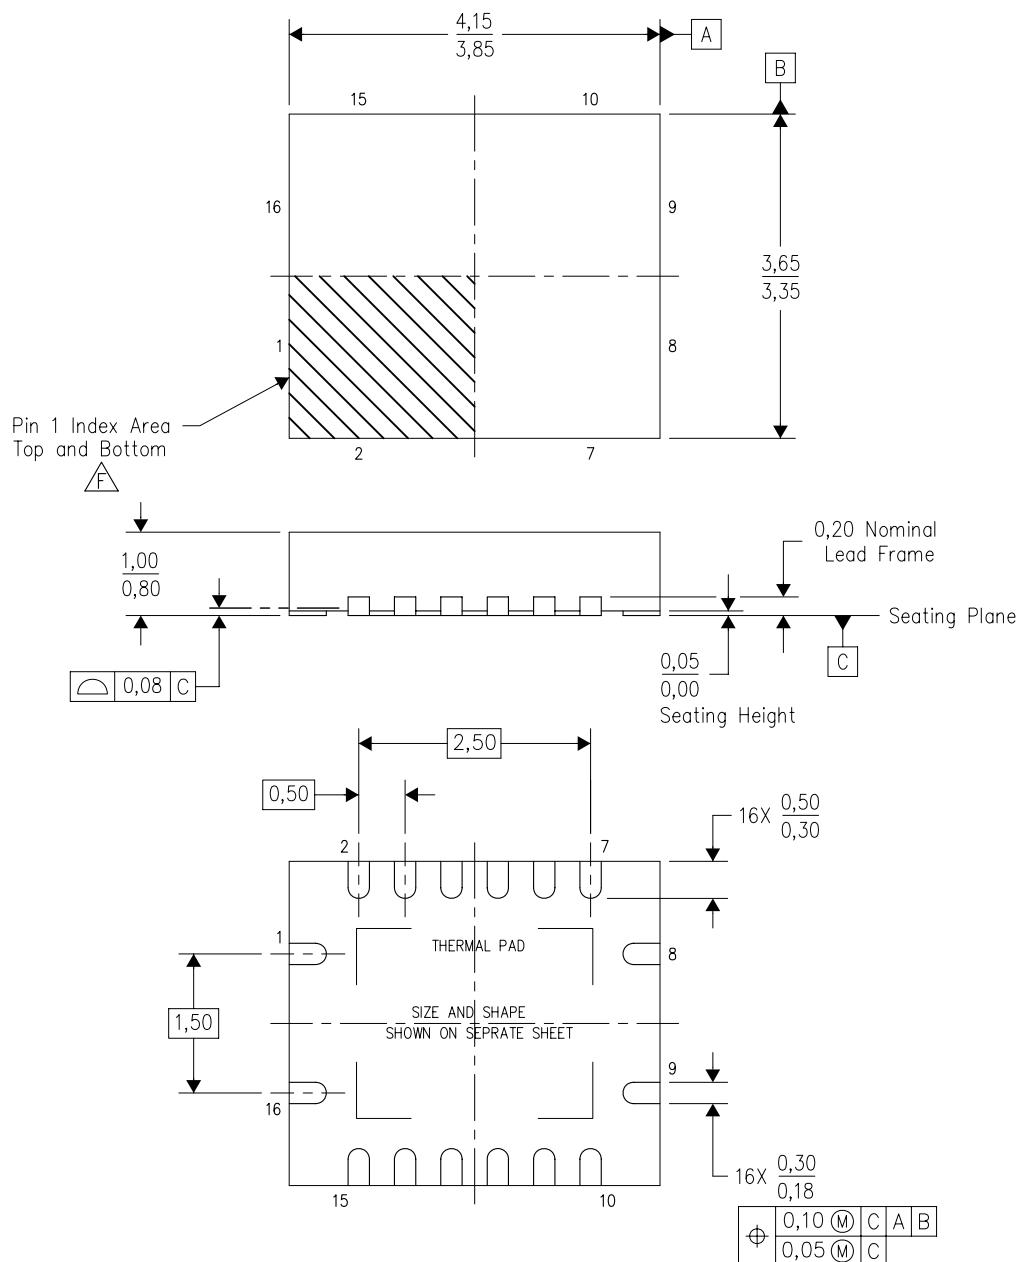 4,15
3,85
A
B
15
10
16
9
3,65
3,35
1
8
Pin 1 Index Area
Top and Bottom
F
2
7
0,20 Nominal
Lead Frame
1,00
0,80
Seating Plane
0,08 C
0,05
0,00
Seating Height
C
2,50
0,50
16X 0,50
0,30
2
7
1
THERMAL PAD
8
1,50
SIZE AND SHAPE
SHOWN ON SEPRATE SHEET
9
16
15
10
16X 0,30
0,18
0,10 Ⓜ C A B
0,05 Ⓜ C